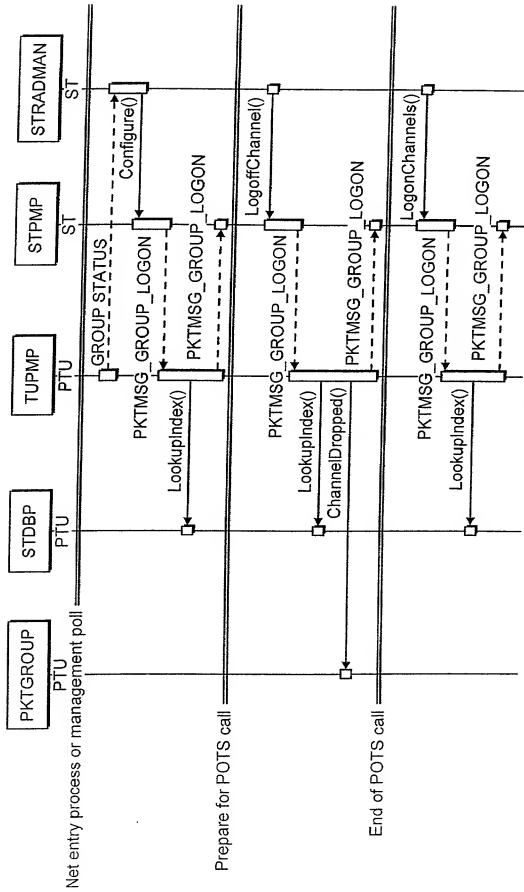 PKTGROUP
STDBP
TUPMP
STPMP
STRADMAN
PTU
PTU
PTU
ST
ST
Net entry process or management poll
GROUP STATUS
Configure()
PKTMSG_GROUP_LOGON
LookupIndex()
PKTMSG_GROUP_LOGON
Prepare for POTS call
LogoffChannel()
PKTMSG_GROUP_LOGON
LookupIndex()
ChannelDropped()
PKTMSG_GROUP_LOGON
End of POTS call
LogonChannels()
PKTMSG_GROUP_LOGON
LookupIndex()
PKTMSG_GROUP_LOGON